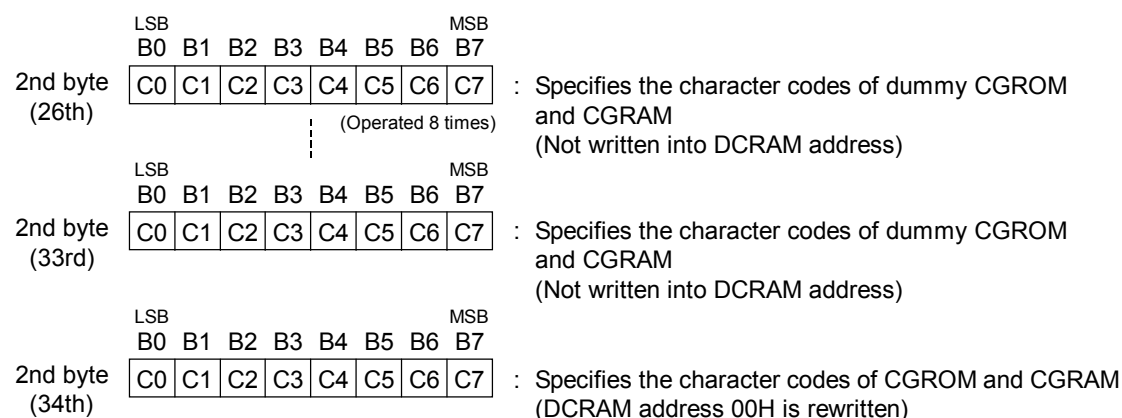 LSB MSB
B0 B1 B2 B3 B4 B5 B6 B7
2nd byte C0 C1 C2 C3 C4 C5 C6 C7 : Specifies the character codes of dummy CGROM
(26th) and CGRAM
(Operated 8 times)
(Not written into DCRAM address)
LSB MSB
B0 B1 B2 B3 B4 B5 B6 B7
2nd byte C0 C1 C2 C3 C4 C5 C6 C7 : Specifies the character codes of dummy CGROM
(33rd) and CGRAM
(Not written into DCRAM address)
LSB MSB
B0 B1 B2 B3 B4 B5 B6 B7
2nd byte C0 C1 C2 C3 C4 C5 C6 C7 : Specifies the character codes of CGROM and CGRAM
(34th) (DCRAM address 00H is rewritten)